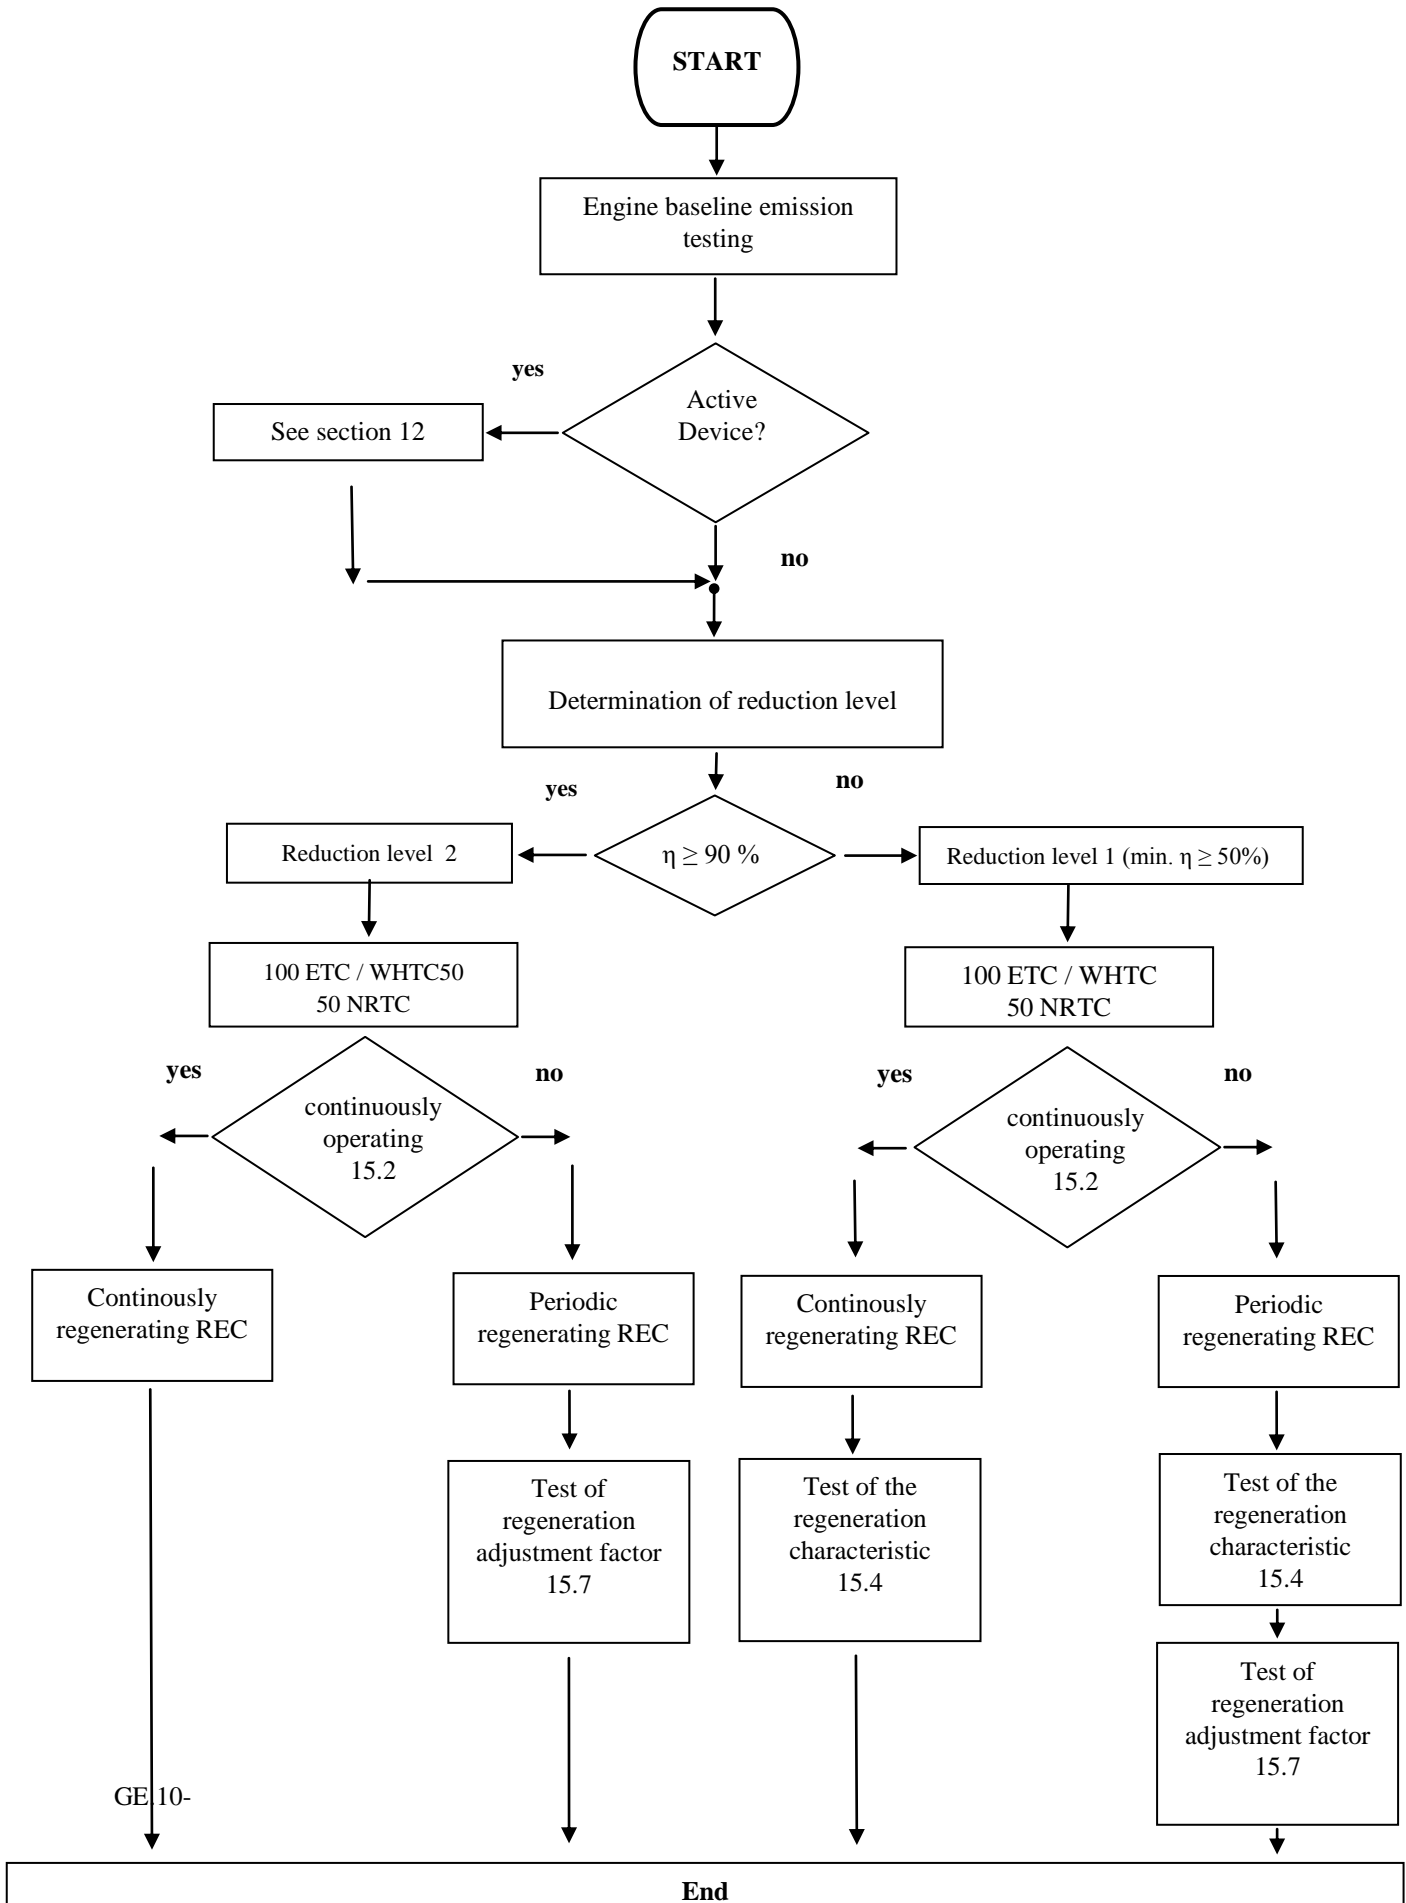 START
Engine baseline emission
testing
yes
Active
Device?
See section 12
no
Determination of reduction level
yes
no
Reduction level  2
η ≥ 90 %
Reduction level 1 (min. η ≥ 50%)
100 ETC / WHTC50
50 NRTC
100 ETC / WHTC
50 NRTC
yes
no
continuously
operating
15.2
yes
no
continuously
operating
15.2
Continously
regenerating REC
Periodic
regenerating REC
Continously
regenerating REC
Periodic
regenerating REC
Test of
regeneration
adjustment factor
15.7
Test of the
regeneration
characteristic
15.4
Test of the
regeneration
characteristic
15.4
Test of
regeneration
adjustment factor
15.7
GE.10-
End